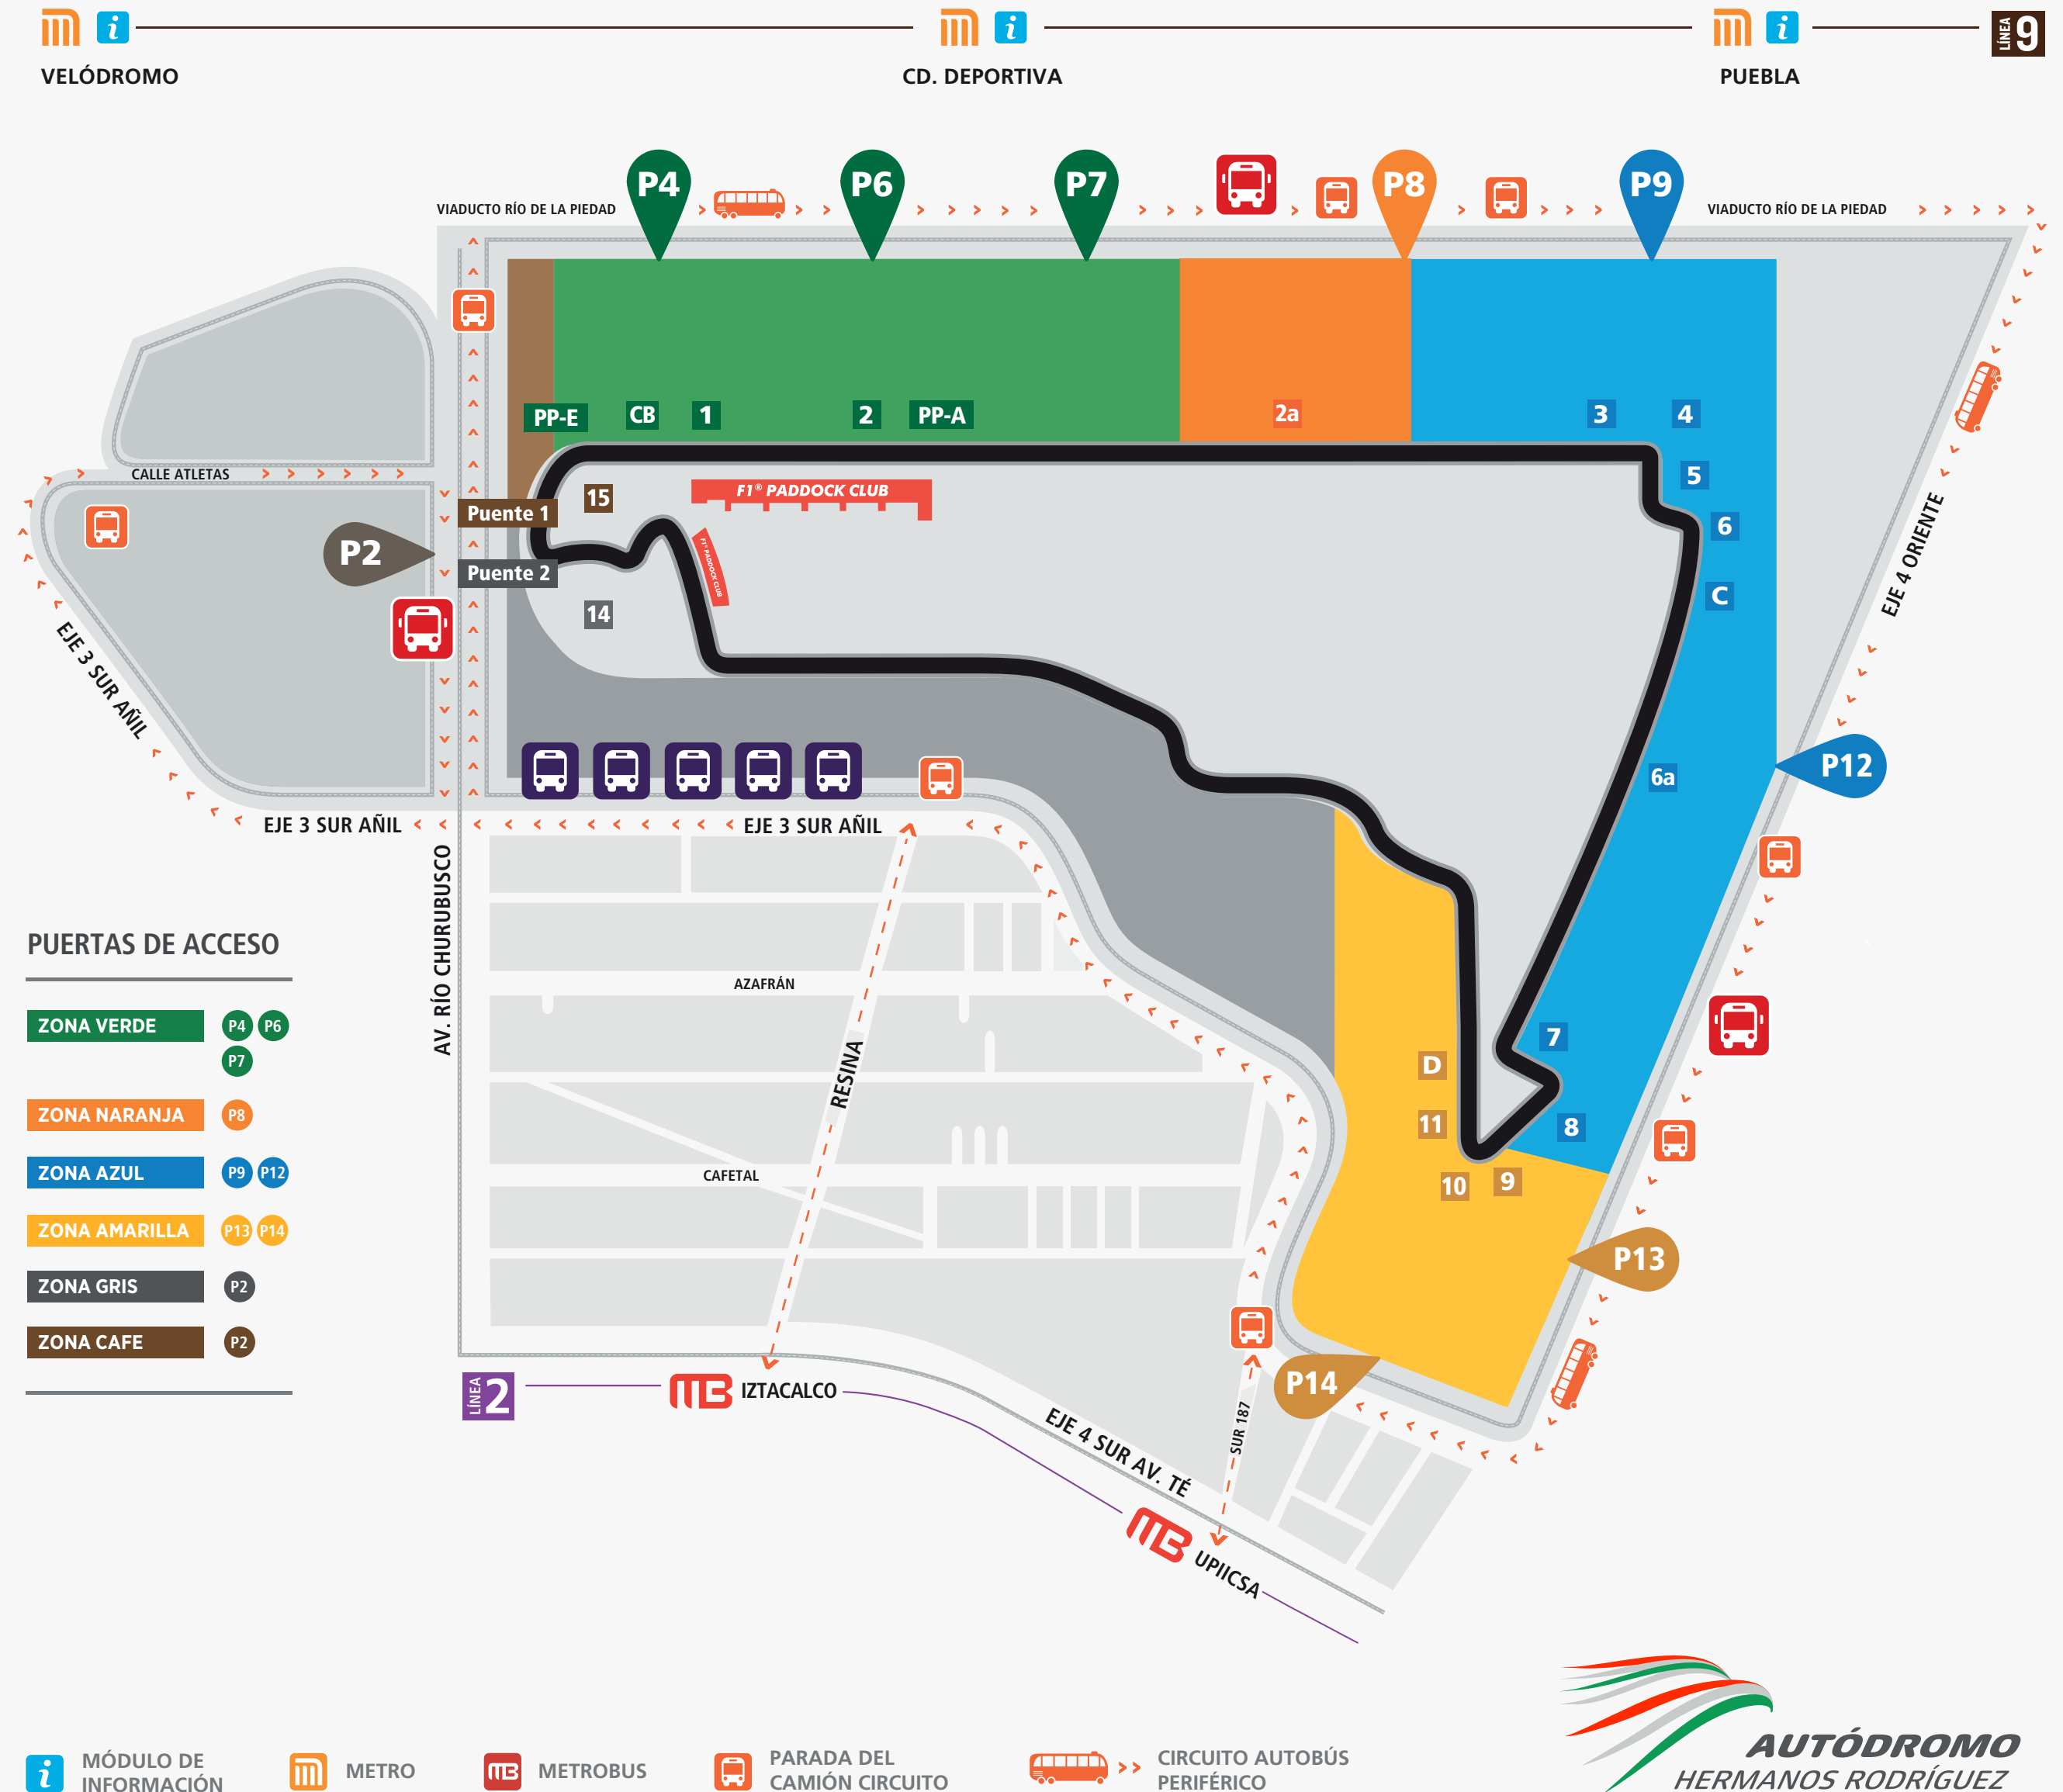 i
i
i
LÍNEA 9
VELÓDROMO
CD. DEPORTIVA
PUEBLA
P4
P6
P7
P8
P9
VIADUCTO RÍO DE LA PIEDAD
VIADUCTO RÍO DE LA PIEDAD
PP-E
CB
1
2
PP-A
2a
3
4
CALLE ATLETAS
5
15
F1® PADDOCK CLUB
Puente 1
6
P2
F1® PADDOCK CLUB
Puente 2
EJE 4 ORIENTE
C
14
EJE 3 SUR AÑIL
P12
6a
EJE 3 SUR AÑIL
EJE 3 SUR AÑIL
AV. RÍO CHURUBUSCO
PUERTAS DE ACCESO
AZAFRÁN
ZONA VERDE
P4
P6
P7
RESINA
7
D
11
8
ZONA NARANJA
P8
ZONA AZUL
P9
P12
CAFETAL
10
9
ZONA AMARILLA
P13
P14
P13
ZONA GRIS
P2
ZONA CAFE
P2
P14
LÍNEA 2
MB
IZTACALCO
EJE 4 SUR AV. TÉ
SUR 187
MB
UPIICSA
i
MÓDULO DE
INFORMACIÓN
METRO
MB
METROBUS
PARADA DEL
CAMIÓN CIRCUITO
CIRCUITO AUTOBÚS
PERIFÉRICO
AUTÓDROMO
HERMANOS RODRÍGUEZ